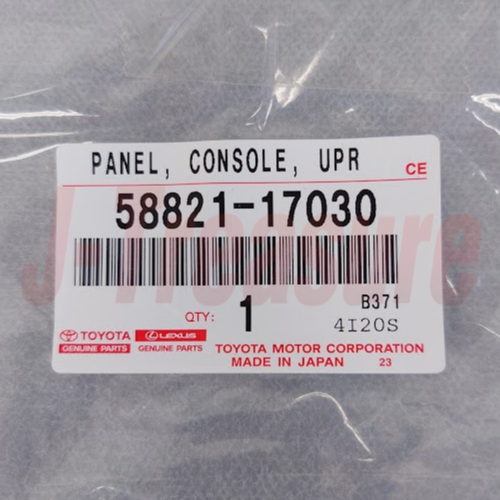 PANEL, CONSOLE, UPR
CE
58821-17030
B371
QTY: 1
4I20S
TOYOTA LEXUS
GENUINE PARTS GENUINE PARTS
TOYOTA MOTOR CORPORATION
MADE IN JAPAN 23
J-Treasure